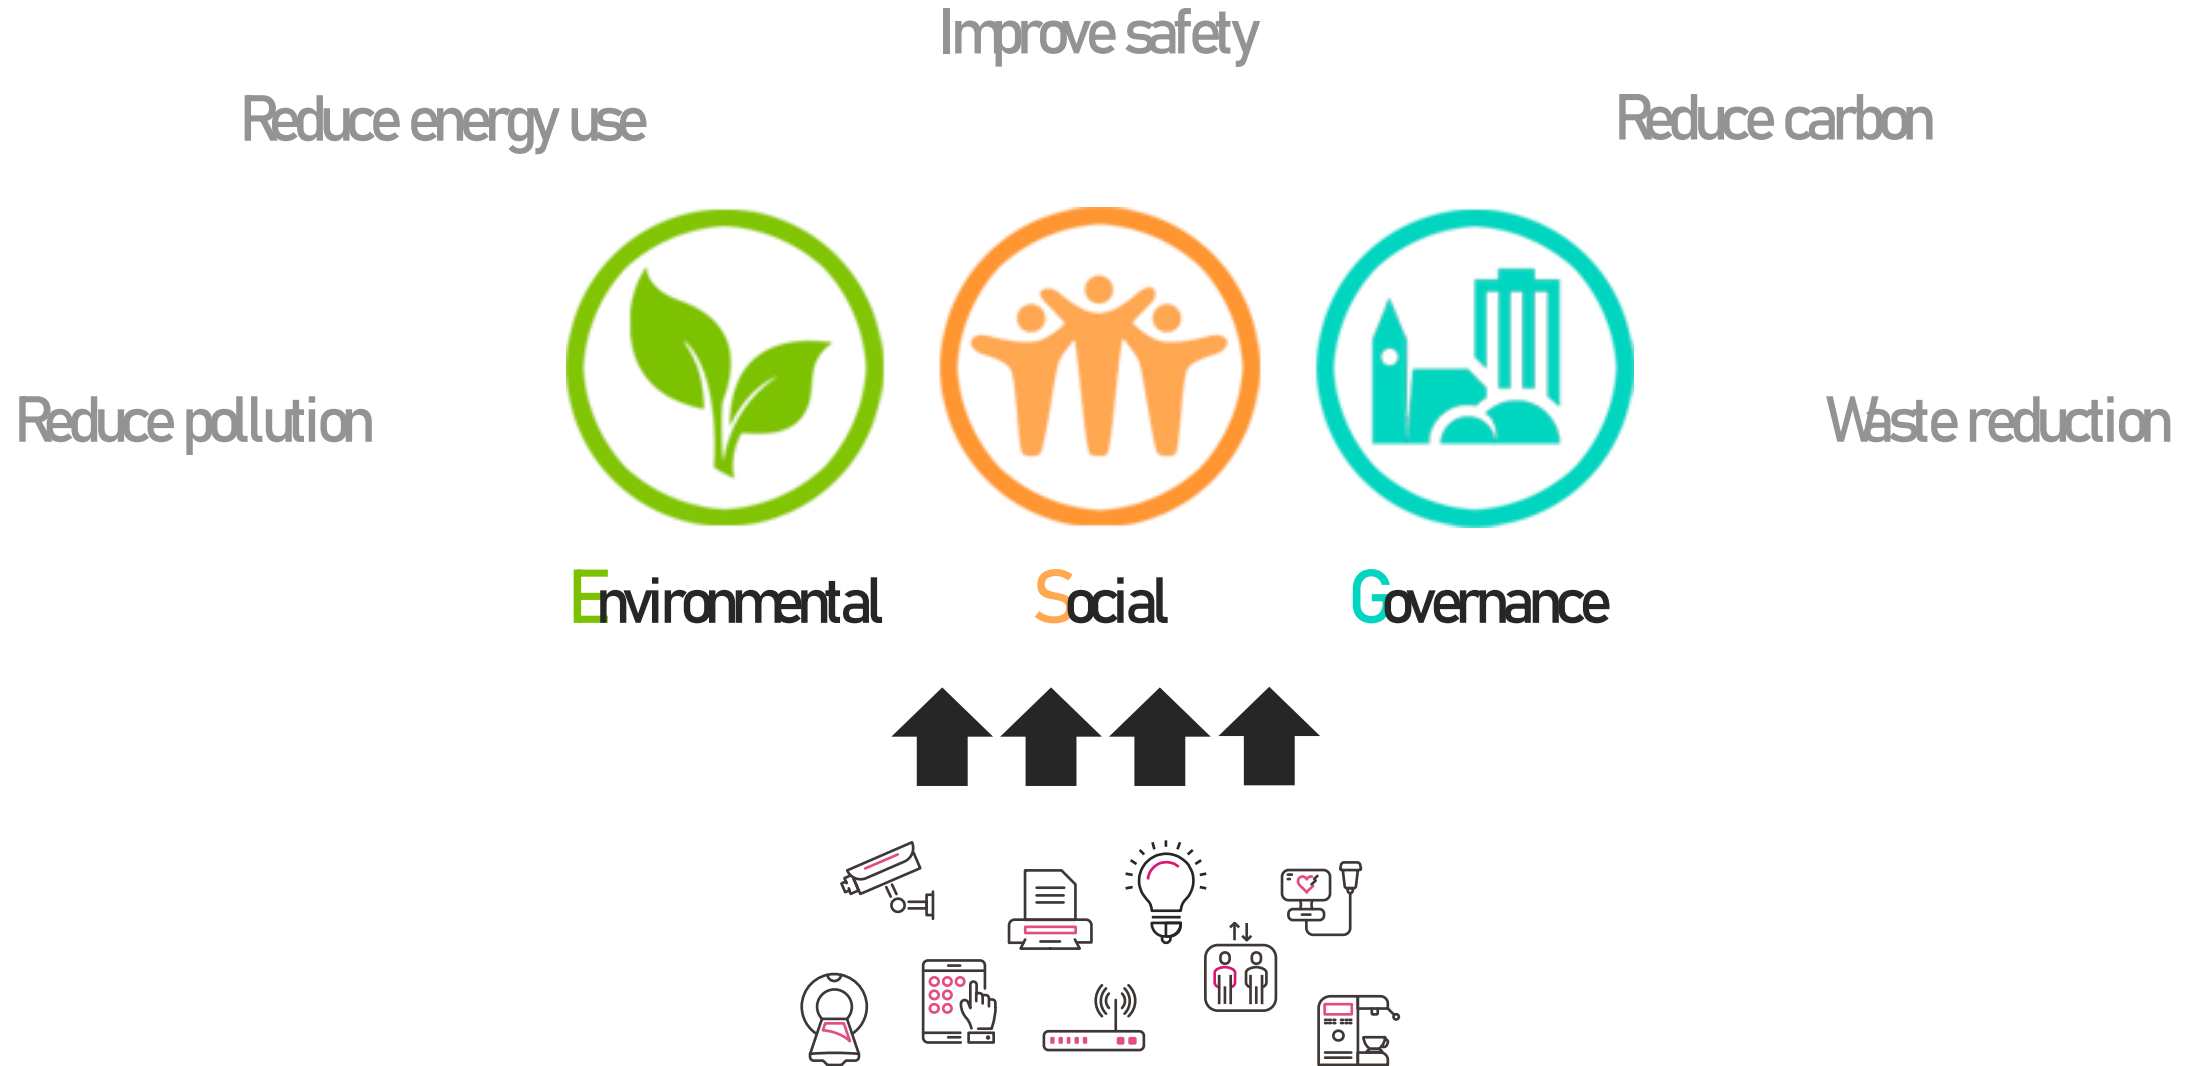 Improve safety
Reduce energy use
Reduce carbon
Reduce pollution
Waste reduction
Environmental
Social
Governance